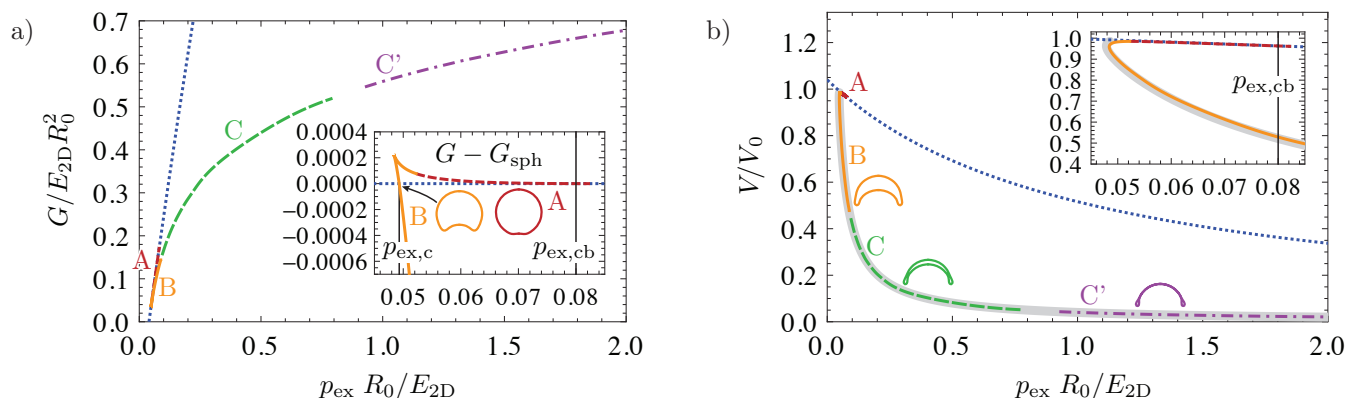 a)
0.7
0.6
0.5
0.4
0.3
0.2
0.1
0.0
G/E2D R0^2
0.0
0.5
1.0
1.5
2.0
pex R0/E2D
A
B
C
C'
0.0004
0.0002
0.0000
−0.0002
−0.0004
−0.0006
G − Gsph
B
A
pex,c
pex,cb
0.05
0.06
0.07
0.08
b)
1.2
1.0
0.8
0.6
0.4
0.2
0.0
V/V0
0.0
0.5
1.0
1.5
2.0
pex R0/E2D
A
B
C
C'
1.0
0.9
0.8
0.7
0.6
0.5
0.4
pex,cb
0.05
0.06
0.07
0.08